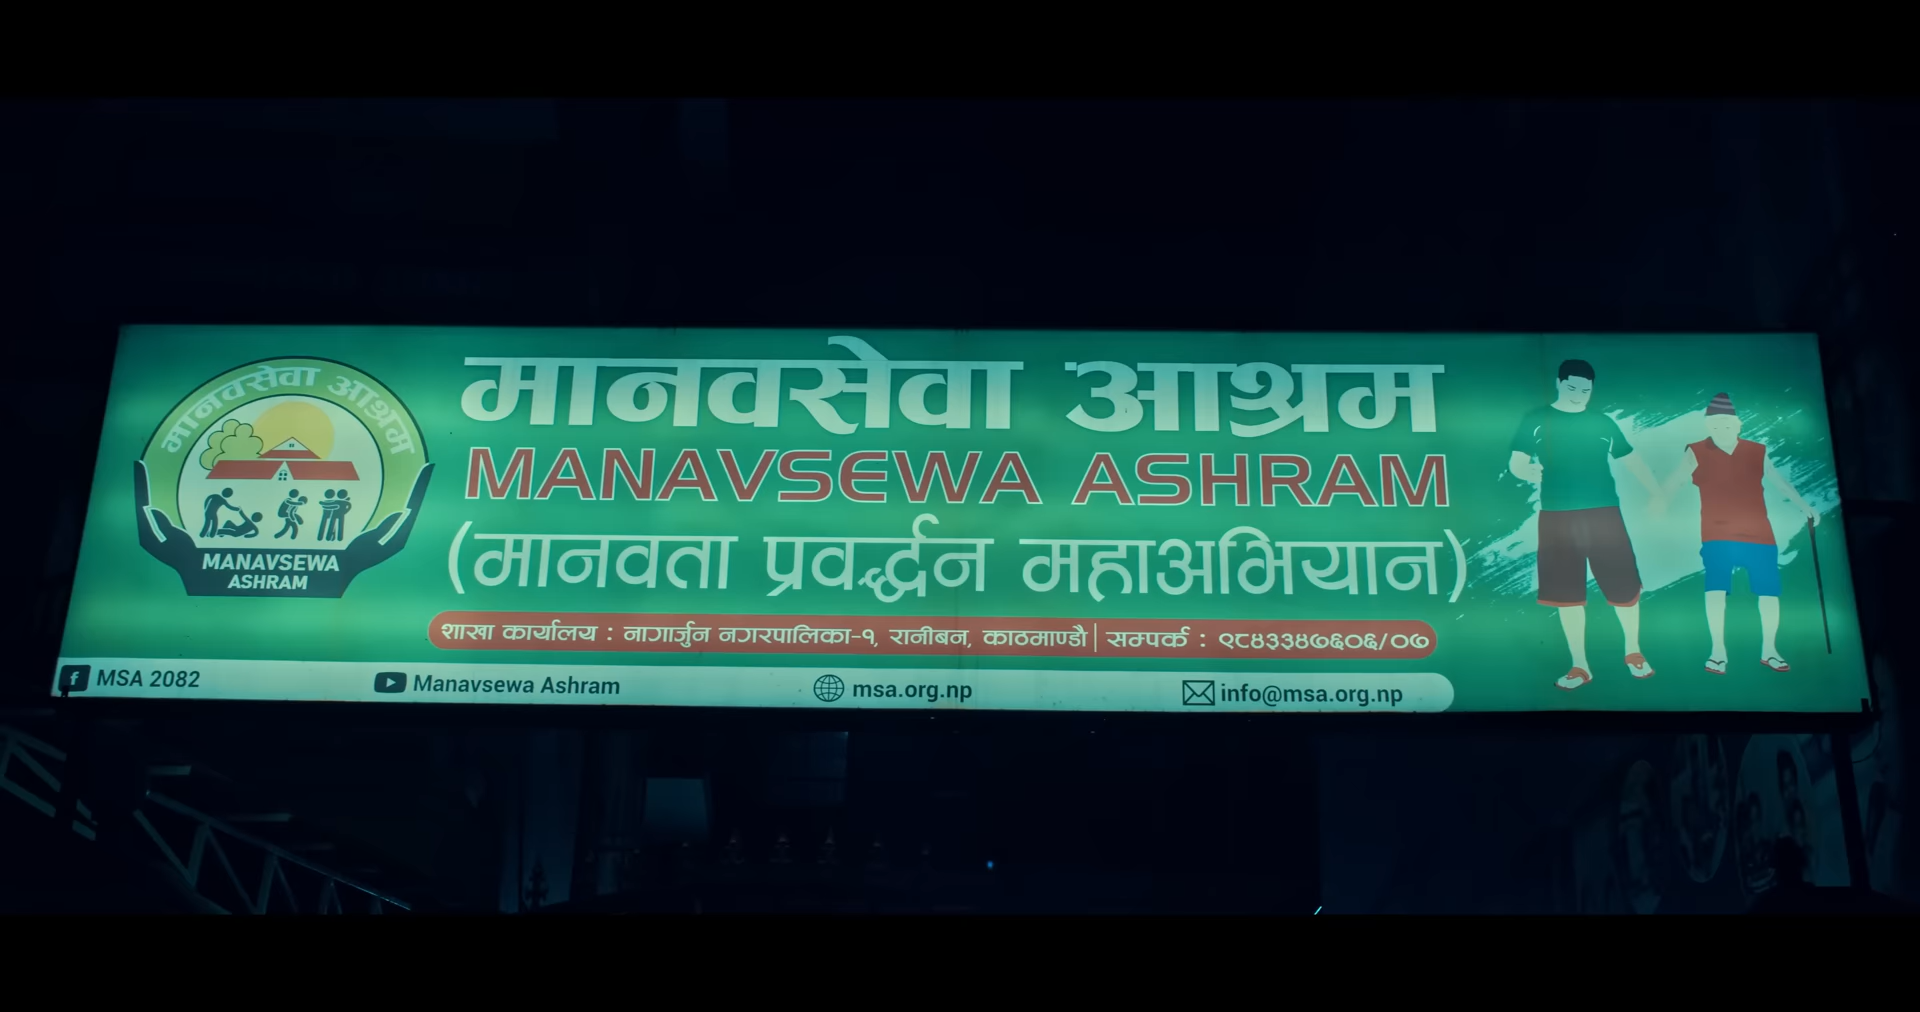 मानवसेवा आश्रम
MANAVSEWA
ASHRAM
मानवसेवा आश्रम
MANAVSEWA ASHRAM
(मानवता प्रवर्द्धन महाअभियान)
शाखा कार्यालय : नागार्जुन नगरपालिका-१, रानीबन, काठमाण्डौ | सम्पर्क : ९८४३३४७६०६/०७
MSA 2082 Manavsewa Ashram msa.org.np info@msa.org.np